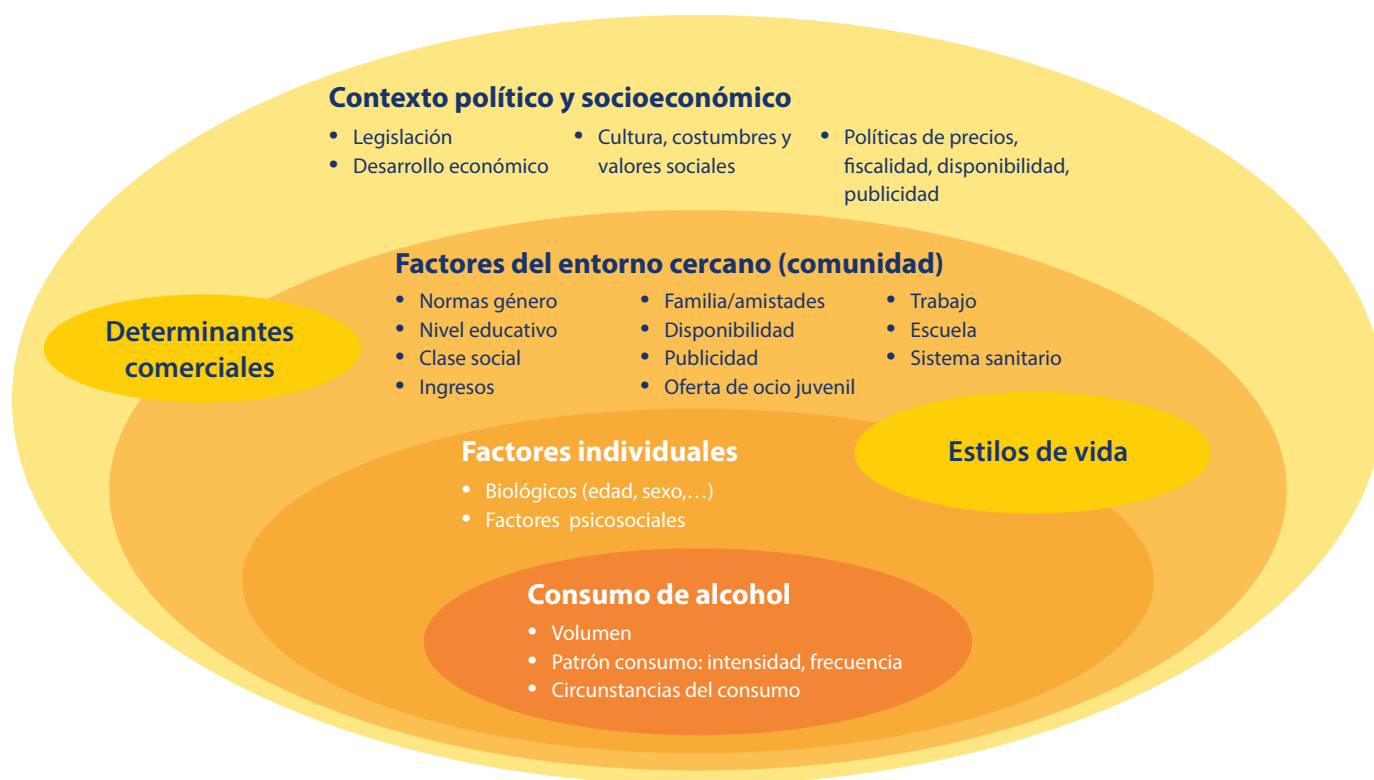 Contexto político y socioeconómico
• Legislación
• Desarrollo económico
• Cultura, costumbres y
valores sociales
• Políticas de precios,
fiscalidad, disponibilidad,
publicidad
Factores del entorno cercano (comunidad)
• Normas género
• Nivel educativo
• Clase social
• Ingresos
• Familia/amistades
• Disponibilidad
• Publicidad
• Oferta de ocio juvenil
• Trabajo
• Escuela
• Sistema sanitario
Determinantes
comerciales
Estilos de vida
Factores individuales
• Biológicos (edad, sexo,…)
• Factores psicosociales
Consumo de alcohol
• Volumen
• Patrón consumo: intensidad, frecuencia
• Circunstancias del consumo